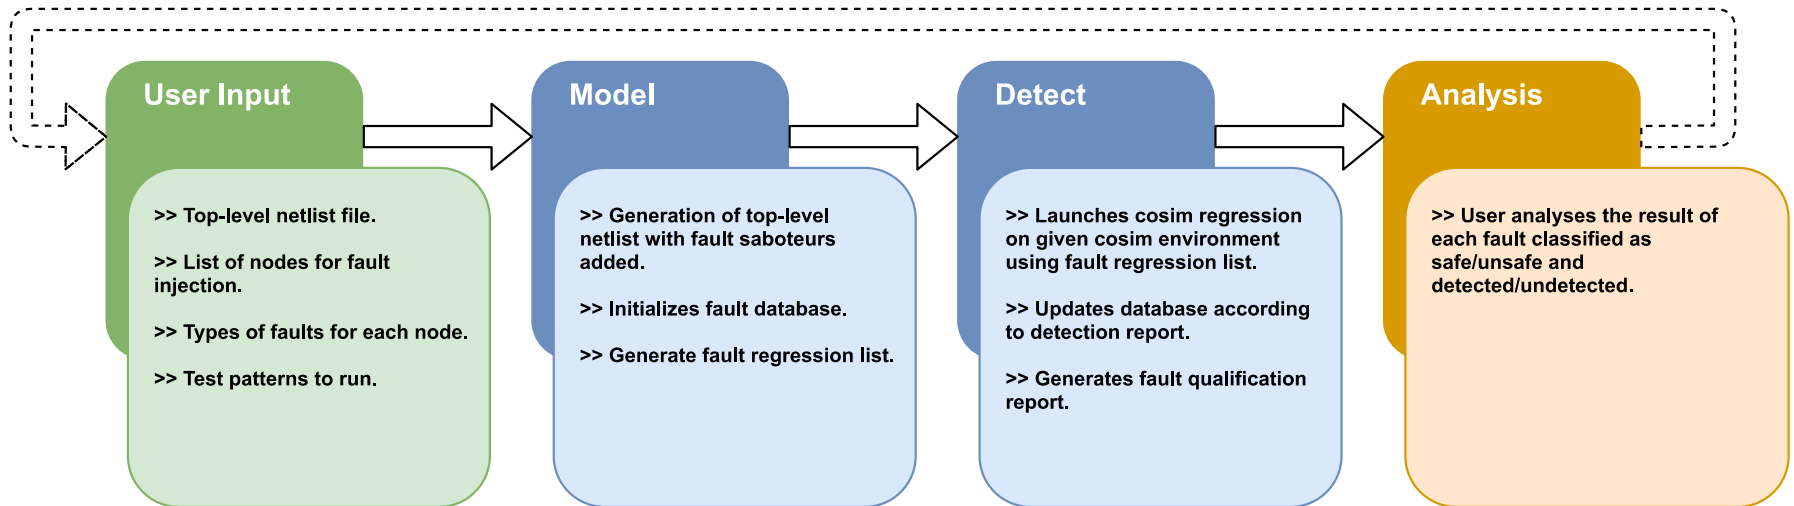 User Input
>> Top-level netlist file.
>> List of nodes for fault
injection.
>> Types of faults for each node.
>> Test patterns to run.
Model
>> Generation of top-level
netlist with fault saboteurs
added.
>> Initializes fault database.
>> Generate fault regression list.
Detect
>> Launches cosim regression
on given cosim environment
using fault regression list.
>> Updates database according
to detection report.
>> Generates fault qualification
report.
Analysis
>> User analyses the result of
each fault classified as
safe/unsafe and
detected/undetected.